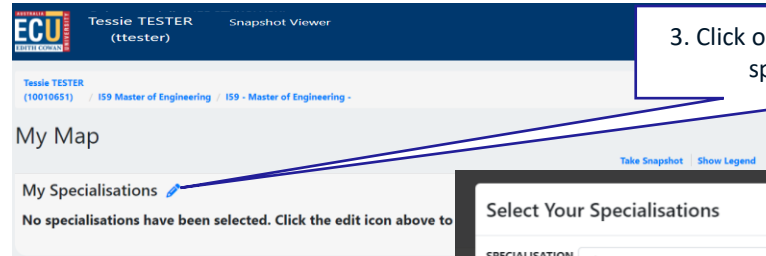 AUSTRALIA
ECU
EDITH COWAN
UNIVERSITY
Tessie TESTER
(ttester)
Snapshot Viewer
3. Click o
sp
Tessie TESTER
(10010651) / I59 Master of Engineering / I59 - Master of Engineering -
My Map
Take Snapshot Show Legend
My Specialisations
No specialisations have been selected. Click the edit icon above to
Select Your Specialisations
SPECIALISATION